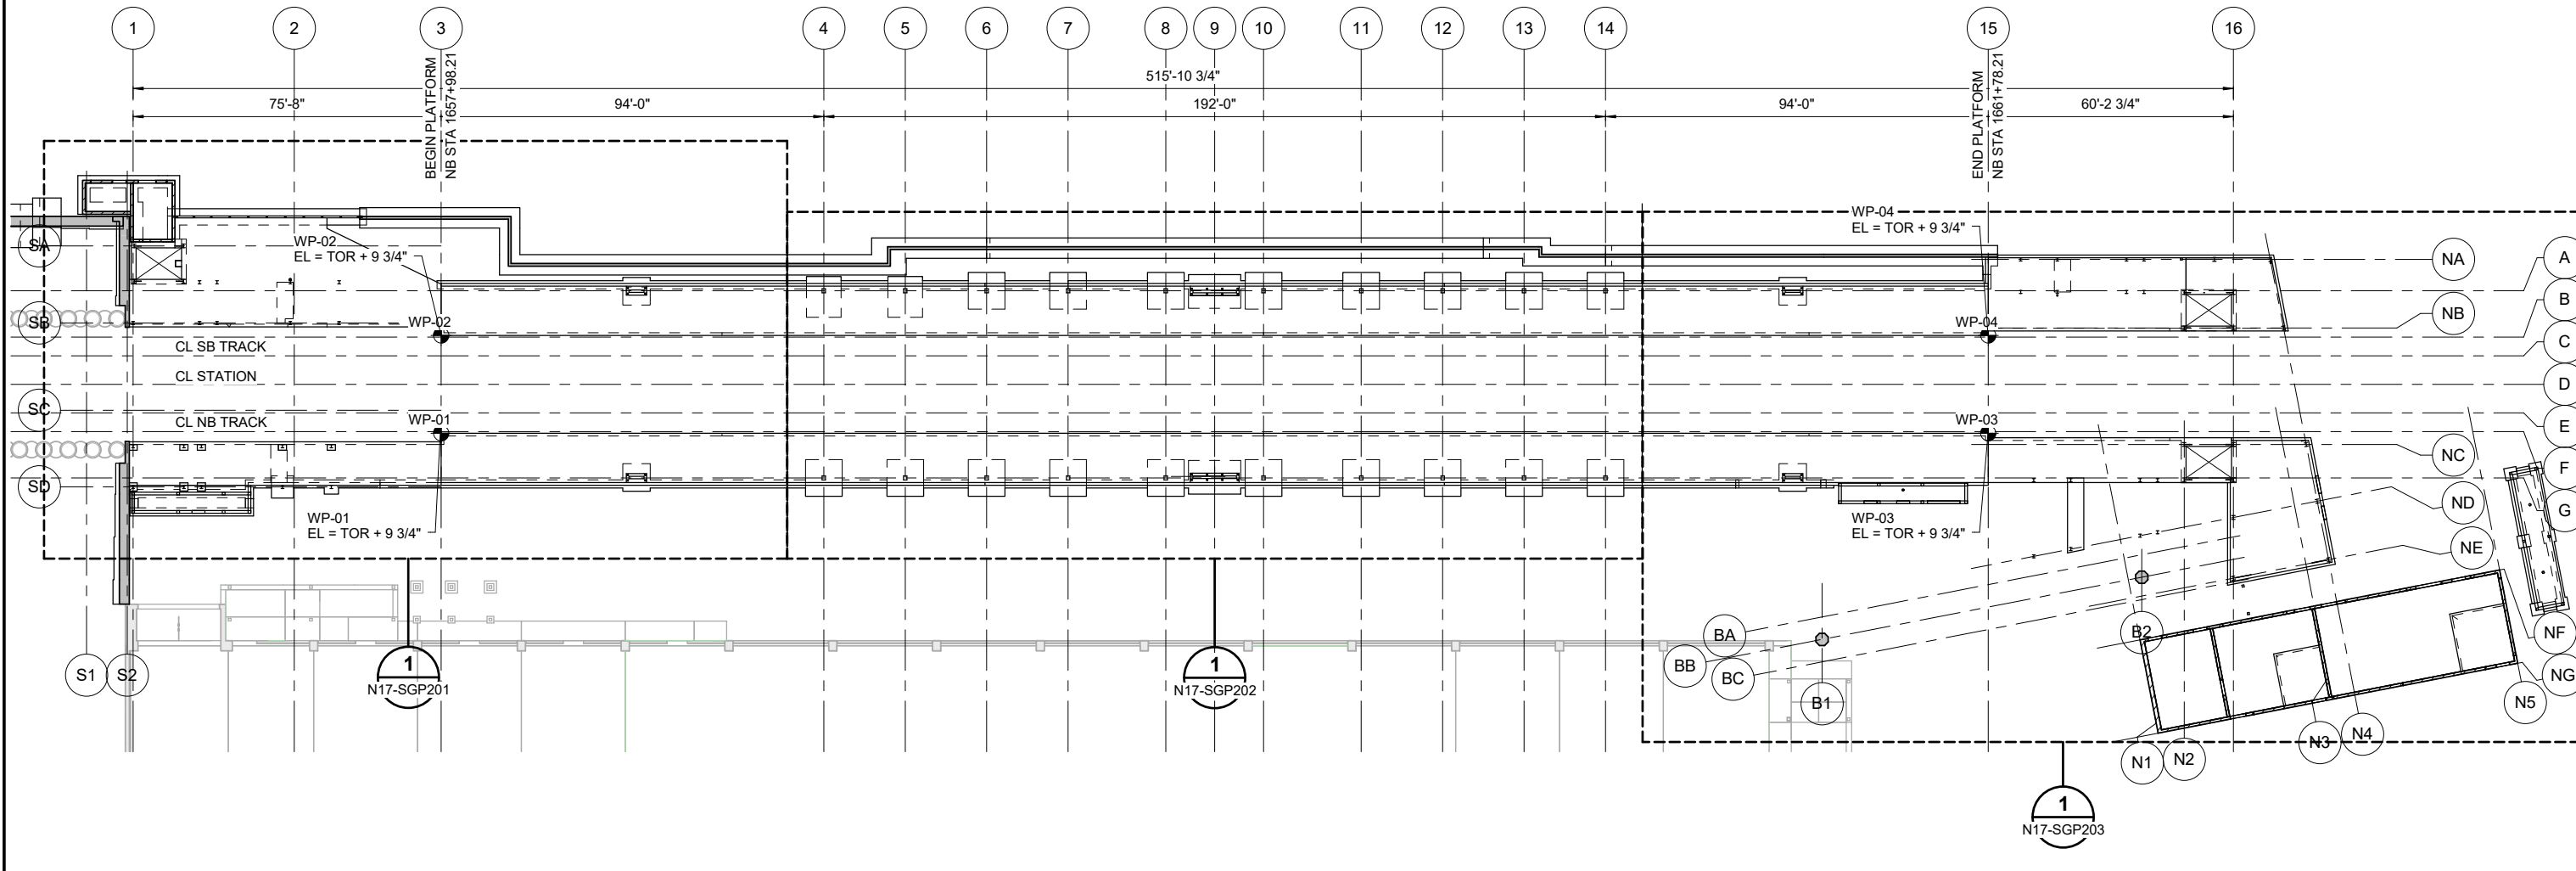 1 2 3 4 5 6 7 8 9 10 11 12 13 14 15 16
515'-10 3/4"
75'-8" 94'-0" 192'-0" 94'-0" 60'-2 3/4"
BEGIN PLATFORM
NB STA 1657+98.21
END PLATFORM
NB STA 1661+78.21
WP-04
EL = TOR + 9 3/4"
WP-02
EL = TOR + 9 3/4"
SA
NA
A
SB
B
NB
WP-02
WP-04
CL SB TRACK
C
CL STATION
D
SC
CL NB TRACK
WP-01
WP-03
E
NC
F
SD
ND
G
WP-01
EL = TOR + 9 3/4"
WP-03
EL = TOR + 9 3/4"
NE
BA
B2
NF
BB
BC
S1 S2
1
N17-SGP201
1
N17-SGP202
B1
NG
N5
N3 N4
N1 N2
1
N17-SGP203